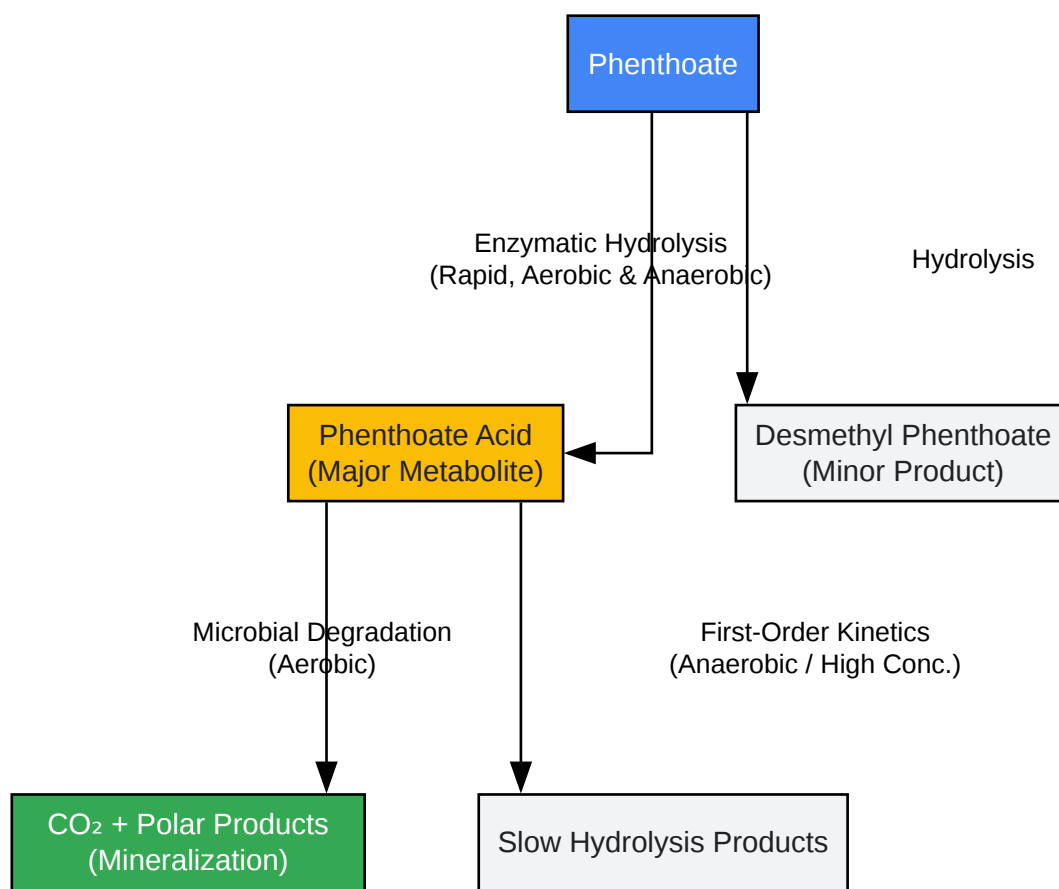 Phenthoate
Enzymatic Hydrolysis
(Rapid, Aerobic & Anaerobic)
Hydrolysis
Phenthoate Acid
(Major Metabolite)
Desmethyl Phenthoate
(Minor Product)
Microbial Degradation
(Aerobic)
First-Order Kinetics
(Anaerobic / High Conc.)
CO₂ + Polar Products
(Mineralization)
Slow Hydrolysis Products